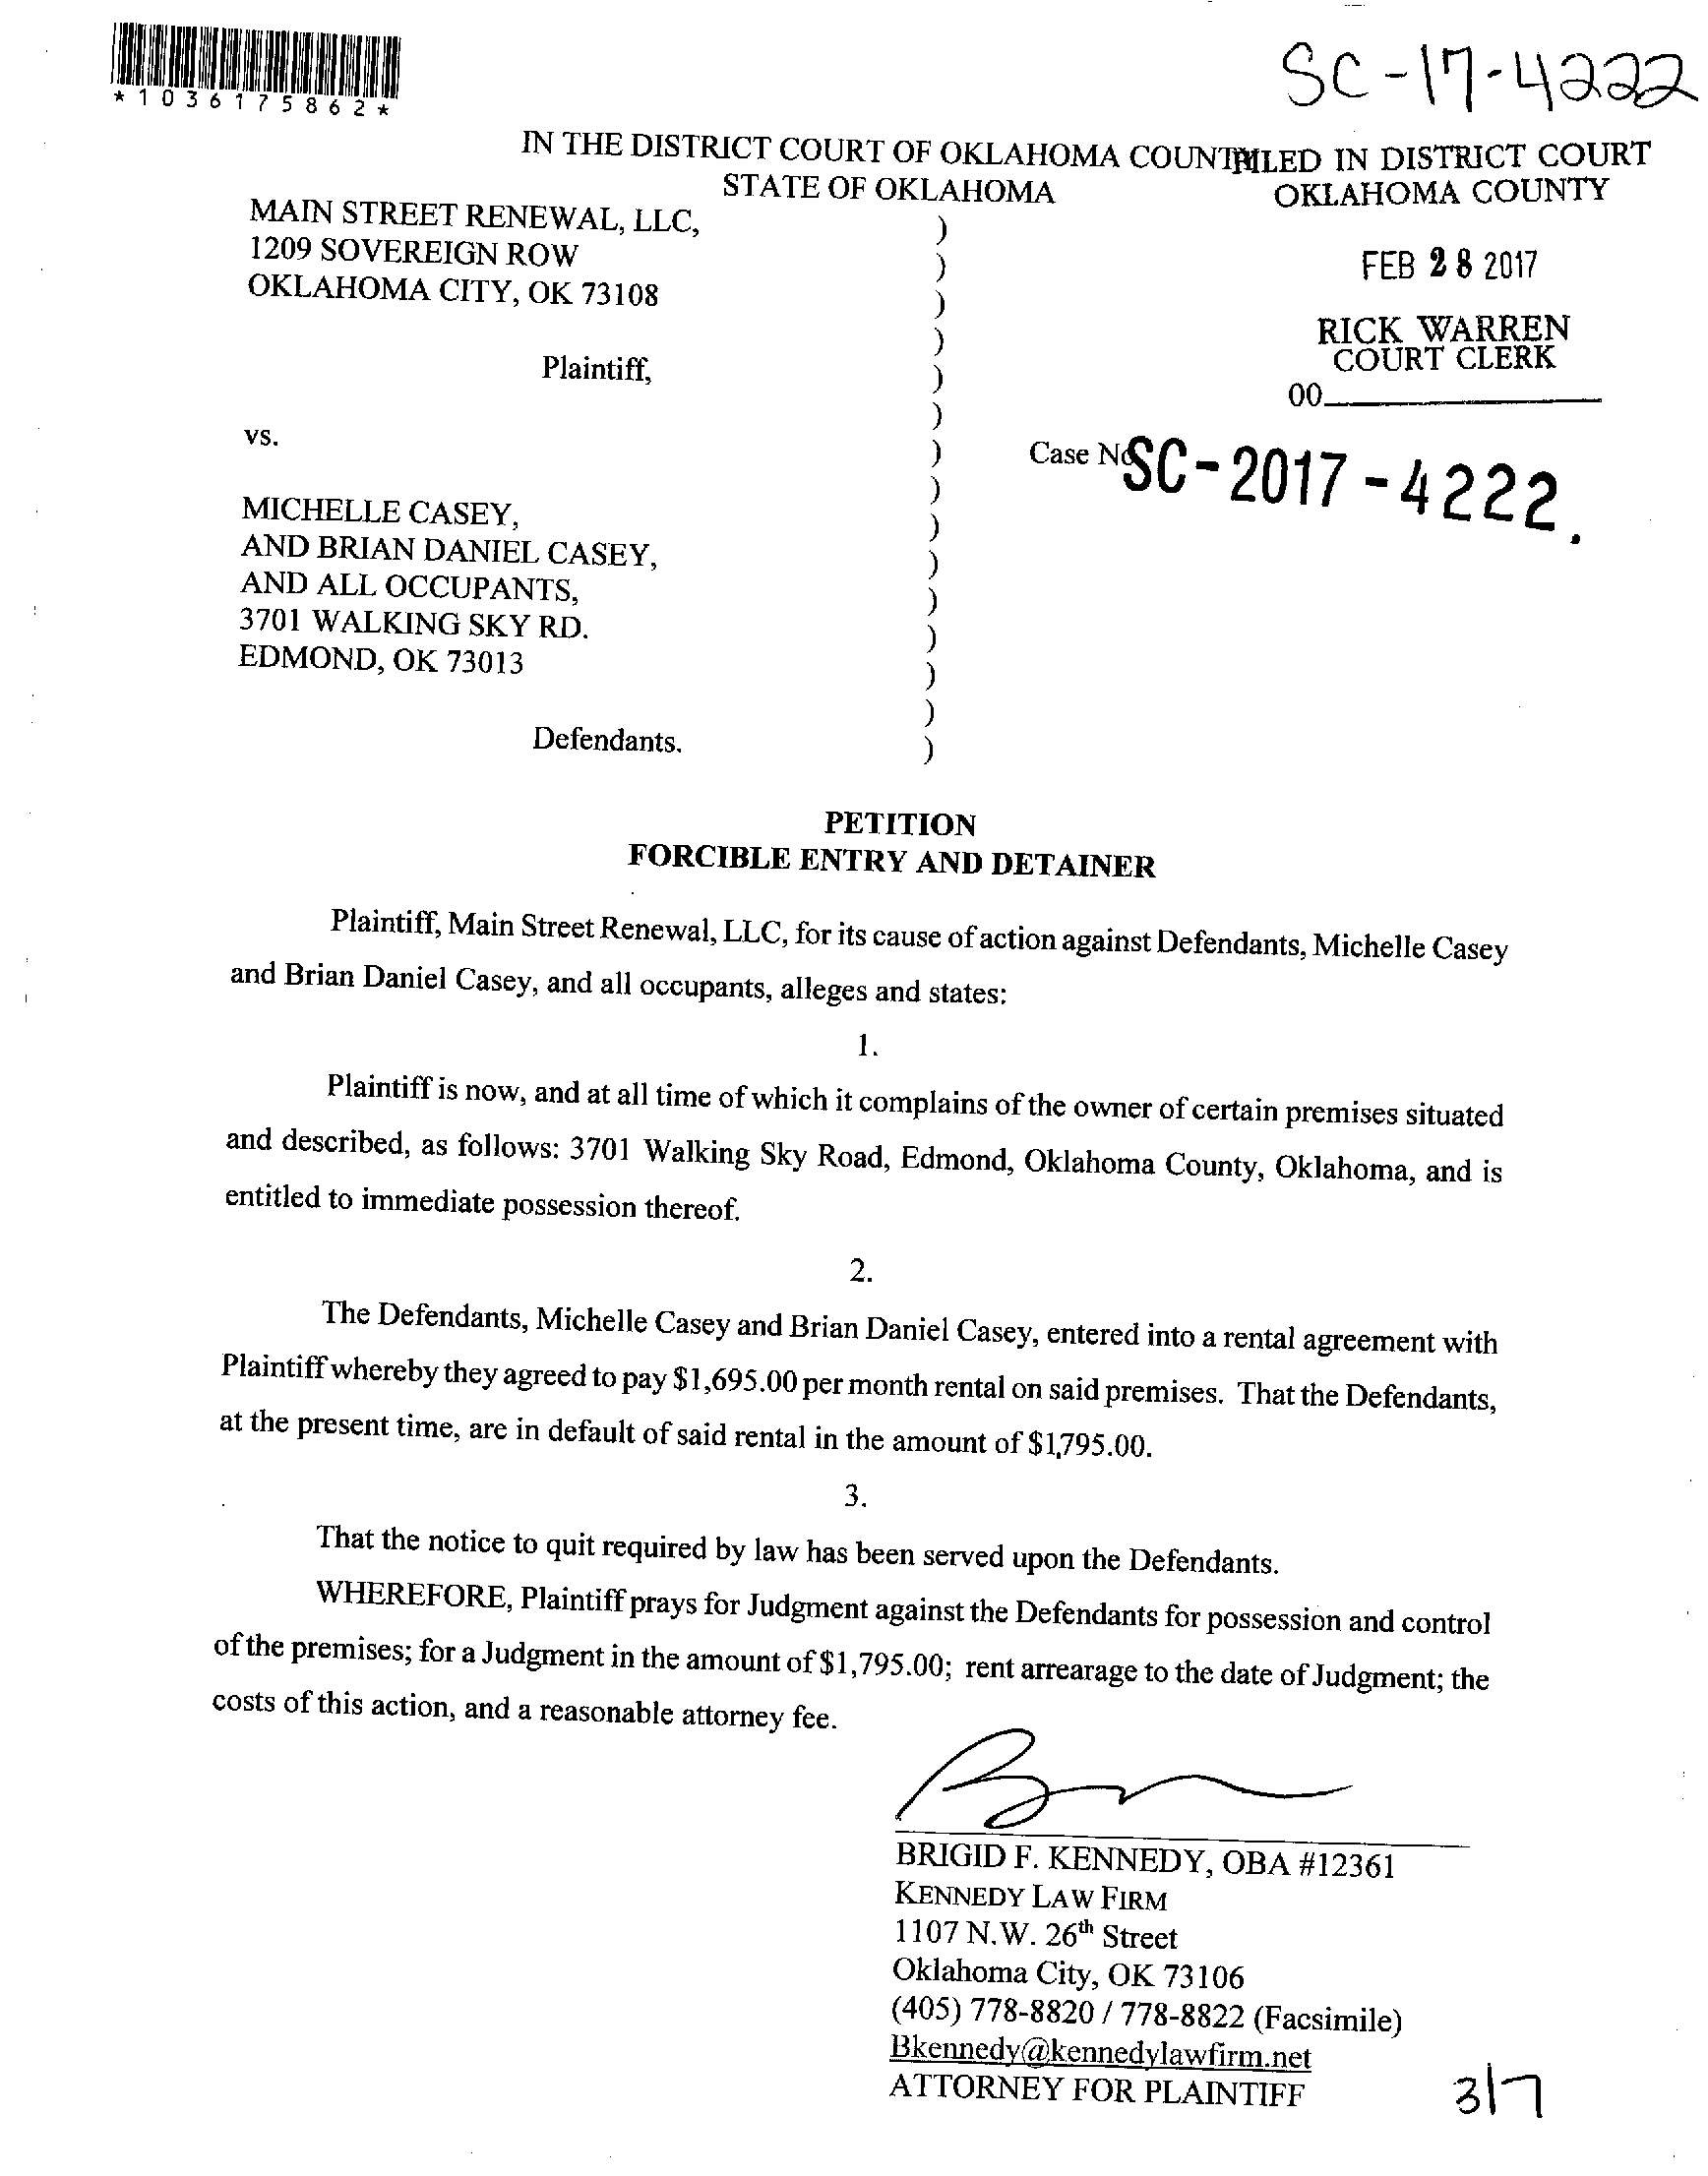 SC-17-4222
*1036175862*
IN THE DISTRICT COURT OF OKLAHOMA COUNTY
STATE OF OKLAHOMA
FILED IN DISTRICT COURT
OKLAHOMA COUNTY
FEB 28 2017
RICK WARREN
COURT CLERK
00
MAIN STREET RENEWAL, LLC,
1209 SOVEREIGN ROW
OKLAHOMA CITY, OK 73108
Plaintiff,
vs.
Case No. SC-2017-4222.
MICHELLE CASEY,
AND BRIAN DANIEL CASEY,
AND ALL OCCUPANTS,
3701 WALKING SKY RD.
EDMOND, OK 73013
Defendants.
PETITION
FORCIBLE ENTRY AND DETAINER
Plaintiff, Main Street Renewal, LLC, for its cause of action against Defendants, Michelle Casey
and Brian Daniel Casey, and all occupants, alleges and states:
1.
Plaintiff is now, and at all time of which it complains of the owner of certain premises situated
and described, as follows: 3701 Walking Sky Road, Edmond, Oklahoma County, Oklahoma, and is
entitled to immediate possession thereof.
2.
The Defendants, Michelle Casey and Brian Daniel Casey, entered into a rental agreement with
Plaintiff whereby they agreed to pay $1,695.00 per month rental on said premises. That the Defendants,
at the present time, are in default of said rental in the amount of $1,795.00.
3.
That the notice to quit required by law has been served upon the Defendants.
WHEREFORE, Plaintiff prays for Judgment against the Defendants for possession and control
of the premises; for a Judgment in the amount of $1,795.00; rent arrearage to the date of Judgment; the
costs of this action, and a reasonable attorney fee.
BRIGID F. KENNEDY, OBA #12361
KENNEDY LAW FIRM
1107 N.W. 26th Street
Oklahoma City, OK 73106
(405) 778-8820 / 778-8822 (Facsimile)
Bkennedy@kennedylawfirm.net
ATTORNEY FOR PLAINTIFF
3/7